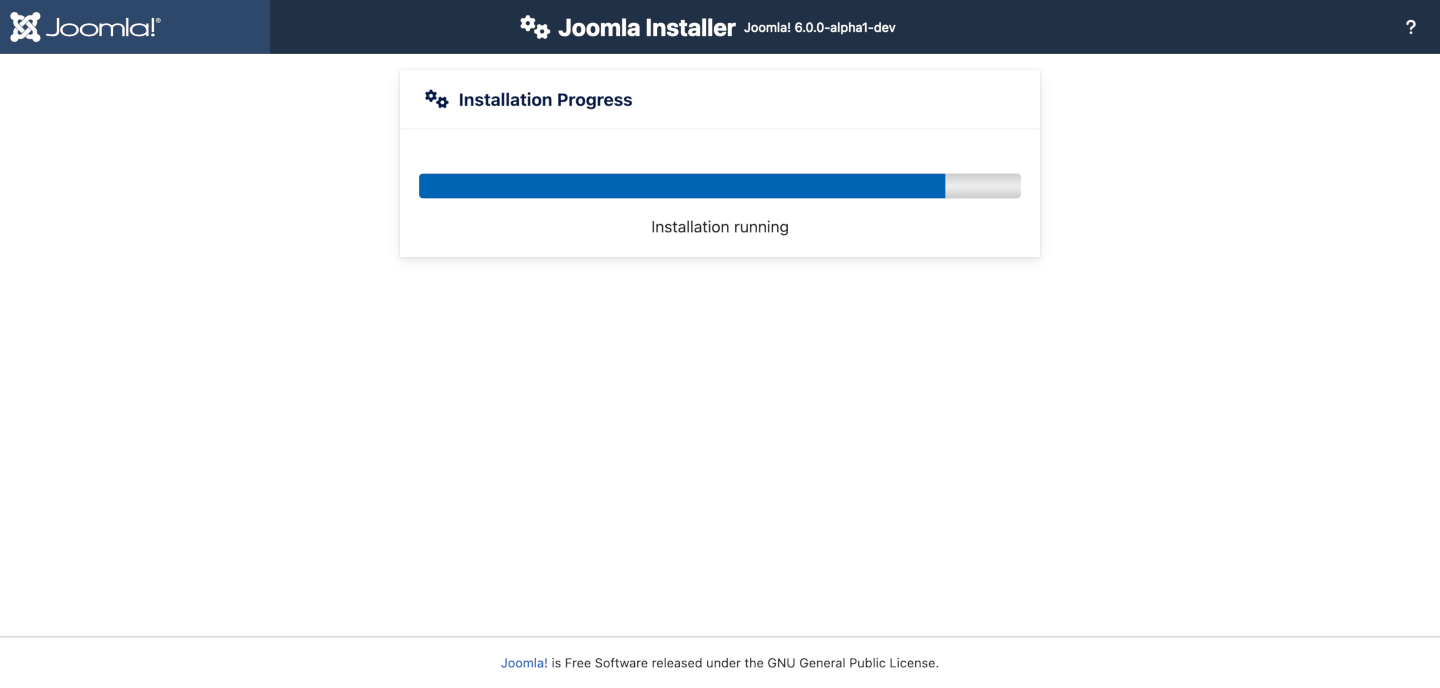 Joomla!®
Joomla Installer Joomla! 6.0.0-alpha1-dev
?
Installation Progress
Installation running
Joomla! is Free Software released under the GNU General Public License.